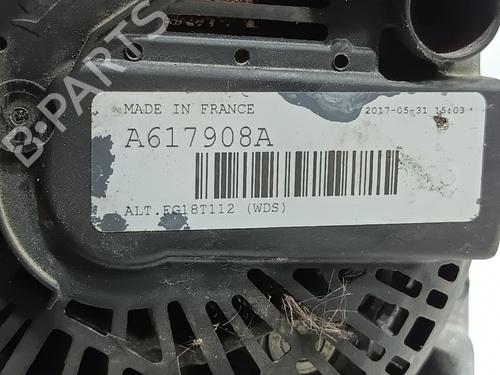 MADE IN FRANCE 2017-05-31 15:03
A617908A
ALT.FG18T112 (WDS)
B-PARTS